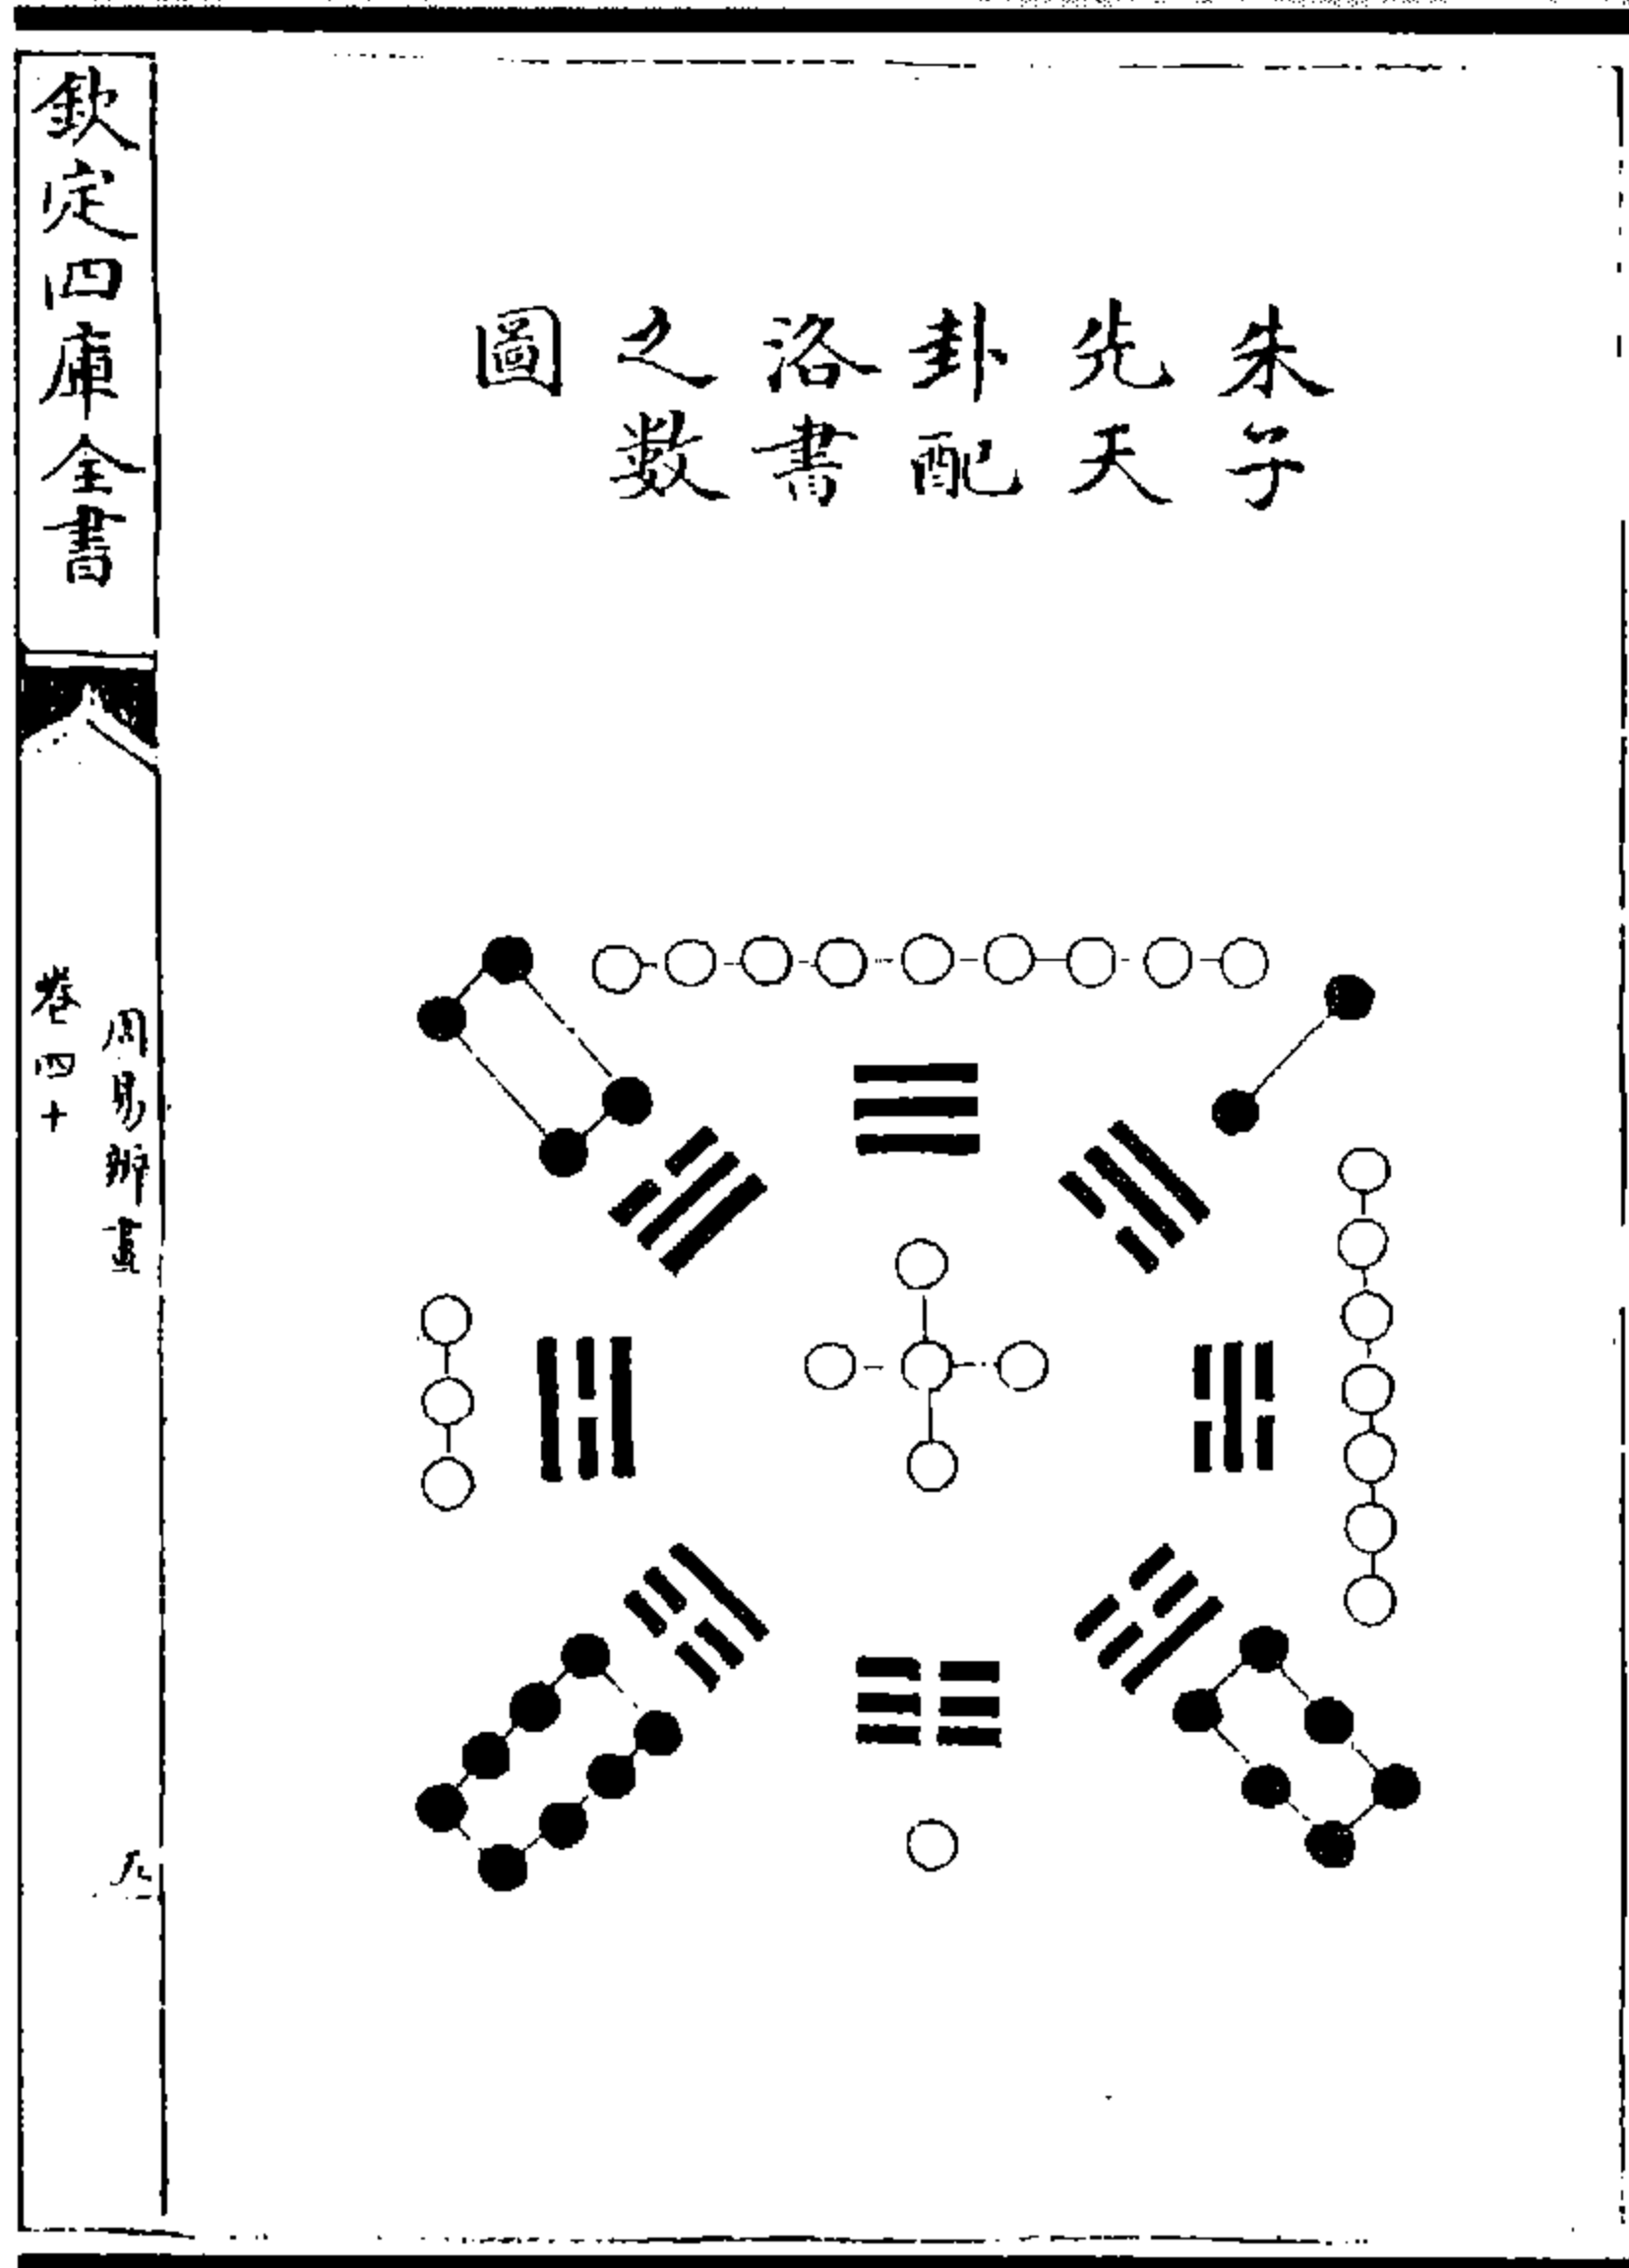 朱子
先天
卦配
洛書
之數
圖
欽定四庫全書
周易辨畫
卷四十
九